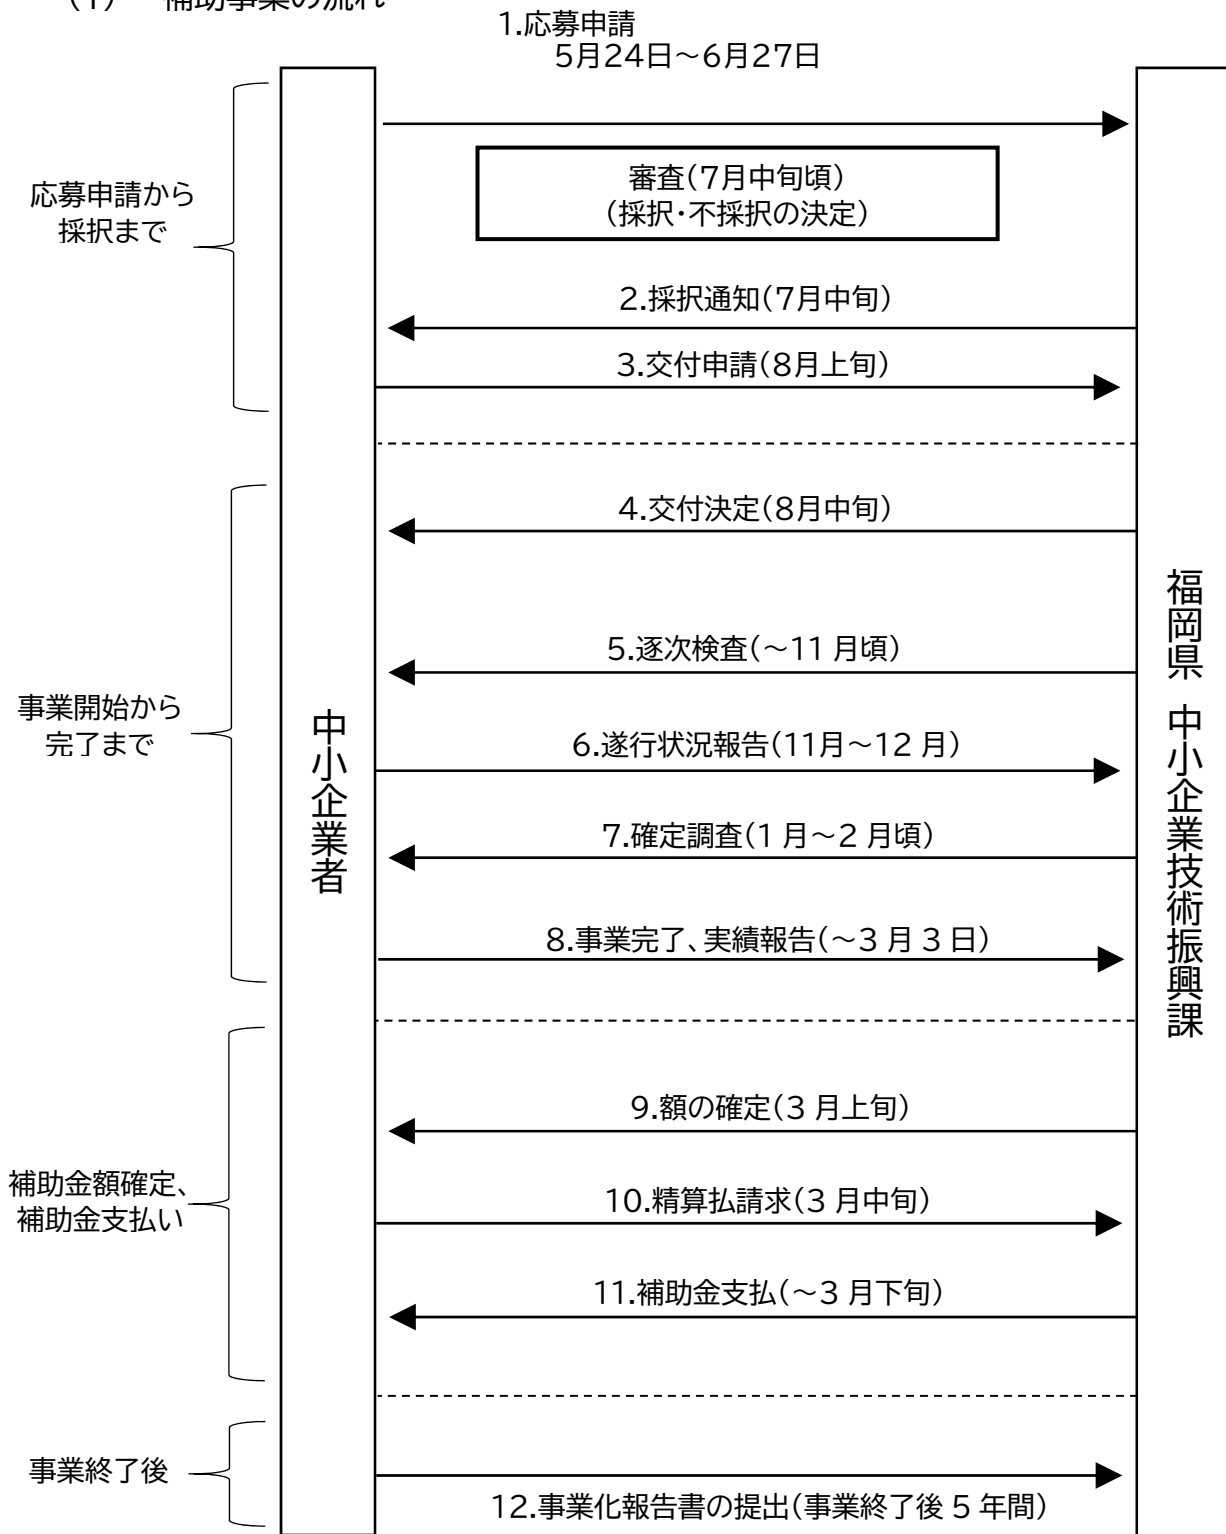 (1) 補助事業の流れ
1.応募申請
5月24日～6月27日
応募申請から
採択まで
審査(7月中旬頃)
(採択・不採択の決定)
2.採択通知(7月中旬)
3.交付申請(8月上旬)
4.交付決定(8月中旬)
5.逐次検査(～11月頃)
事業開始から
完了まで
6.遂行状況報告(11月～12月)
7.確定調査(1月～2月頃)
8.事業完了、実績報告(～3月3日)
中小企業者
福岡県 中小企業技術振興課
9.額の確定(3月上旬)
補助金額確定、
補助金支払い
10.精算払請求(3月中旬)
11.補助金支払(～3月下旬)
事業終了後
12.事業化報告書の提出(事業終了後5年間)